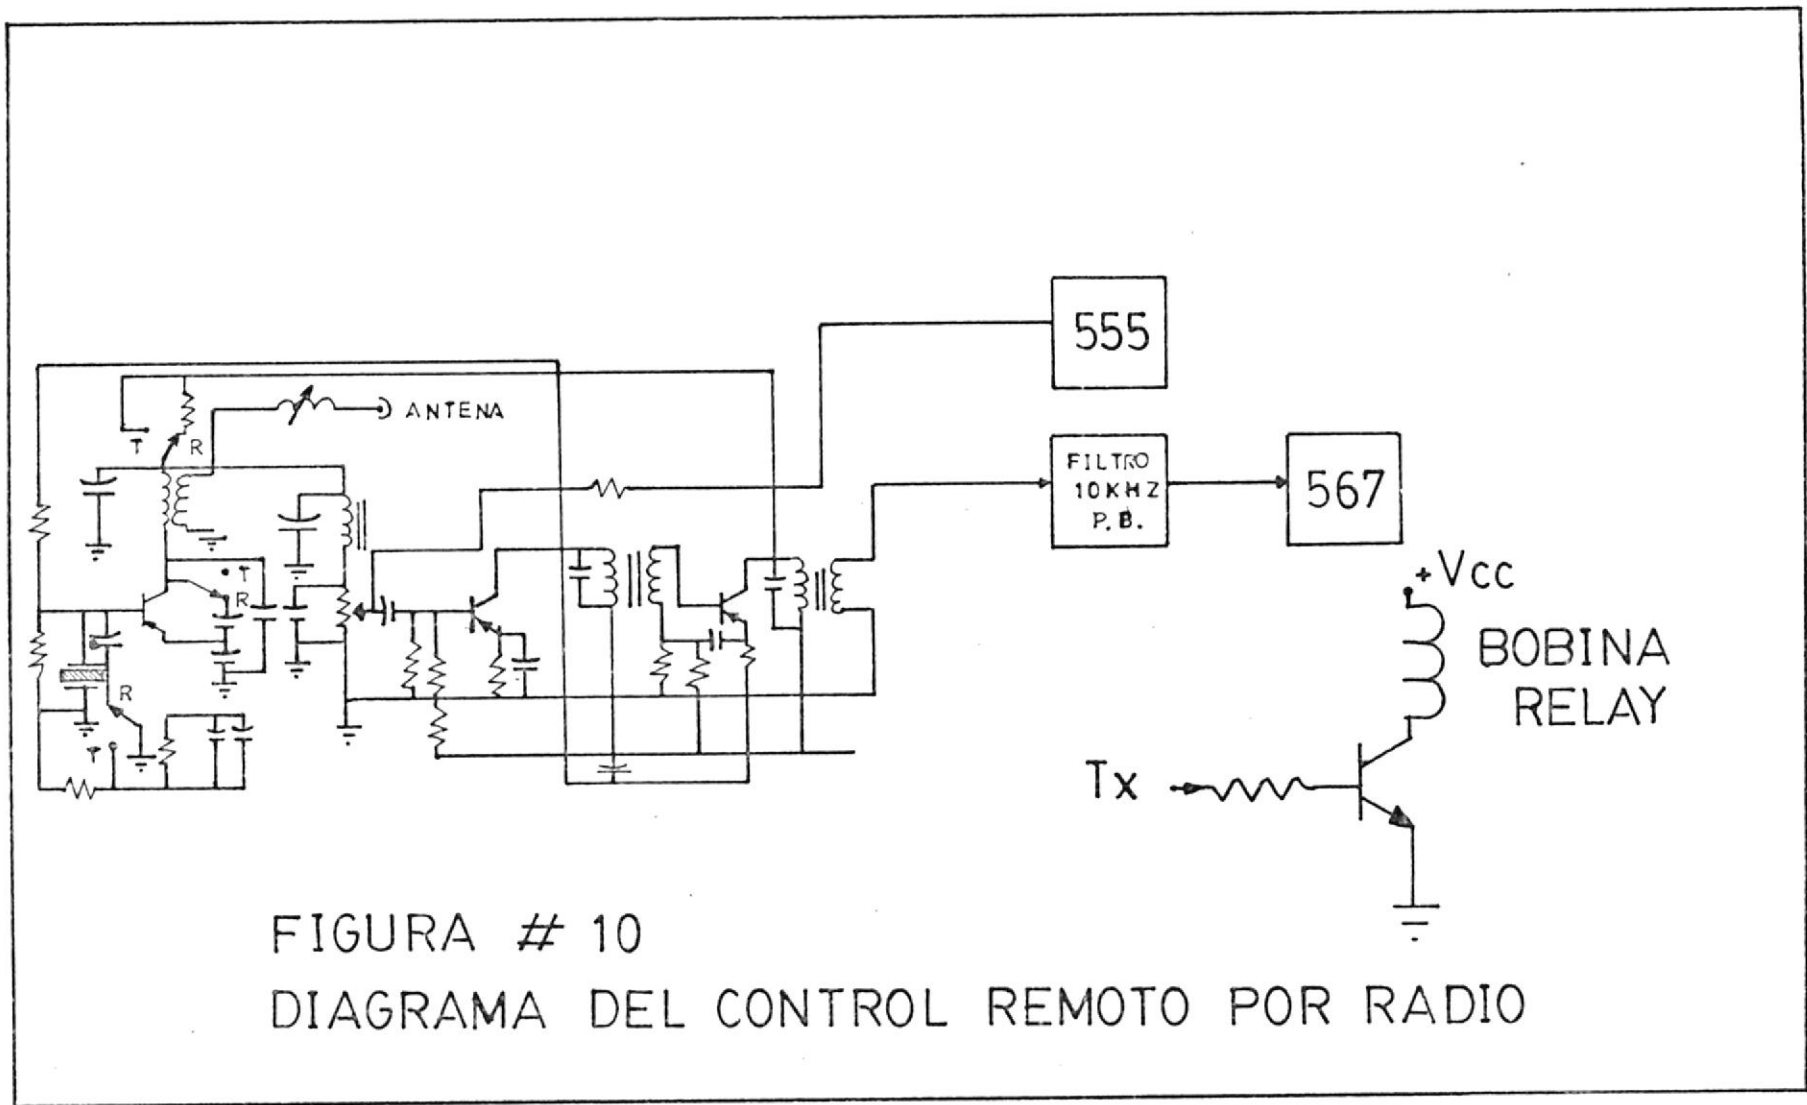 555
ANTENA
T
R
FILTRO
10KHZ
P.B.
567
T
R
+Vcc
BOBINA
RELAY
R
T
Tx
FIGURA # 10
DIAGRAMA DEL CONTROL REMOTO POR RADIO